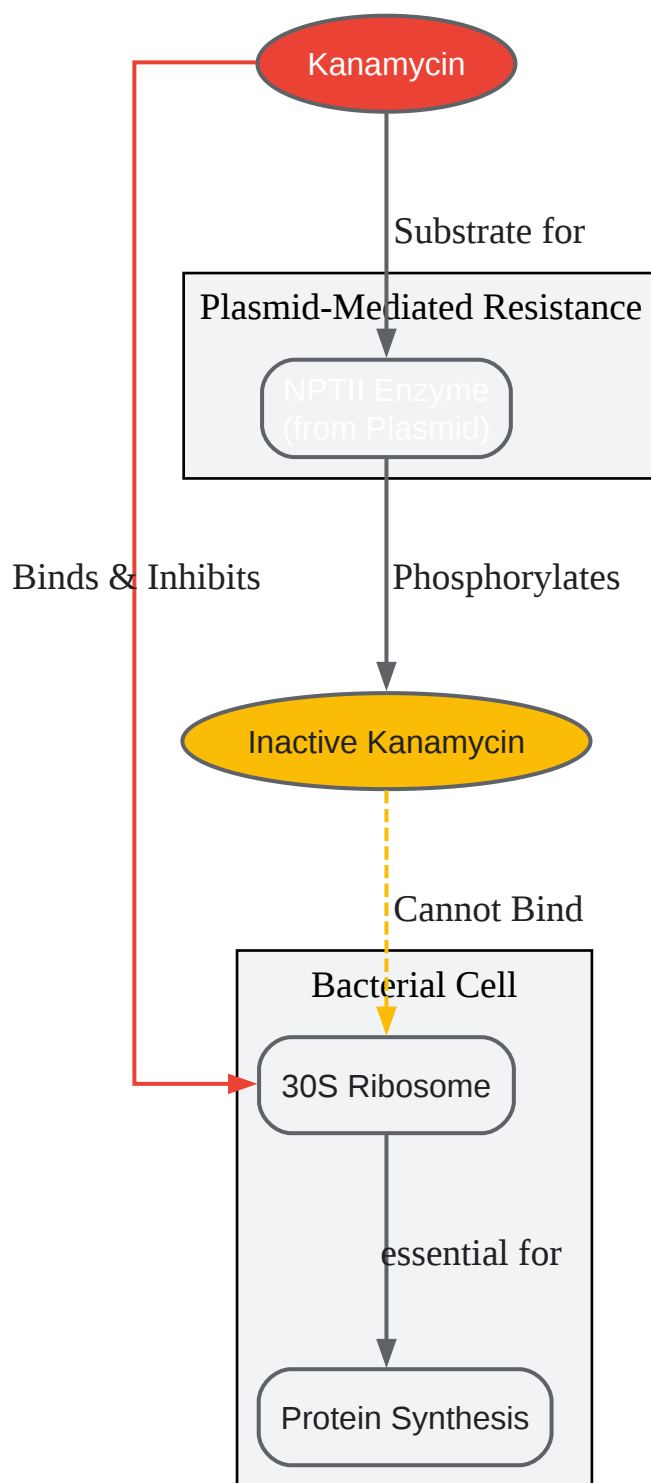 Kanamycin
Substrate for
Plasmid-Mediated Resistance
NPTII Enzyme
(from Plasmid)
Binds & Inhibits
Phosphorylates
Inactive Kanamycin
Cannot Bind
Bacterial Cell
30S Ribosome
essential for
Protein Synthesis